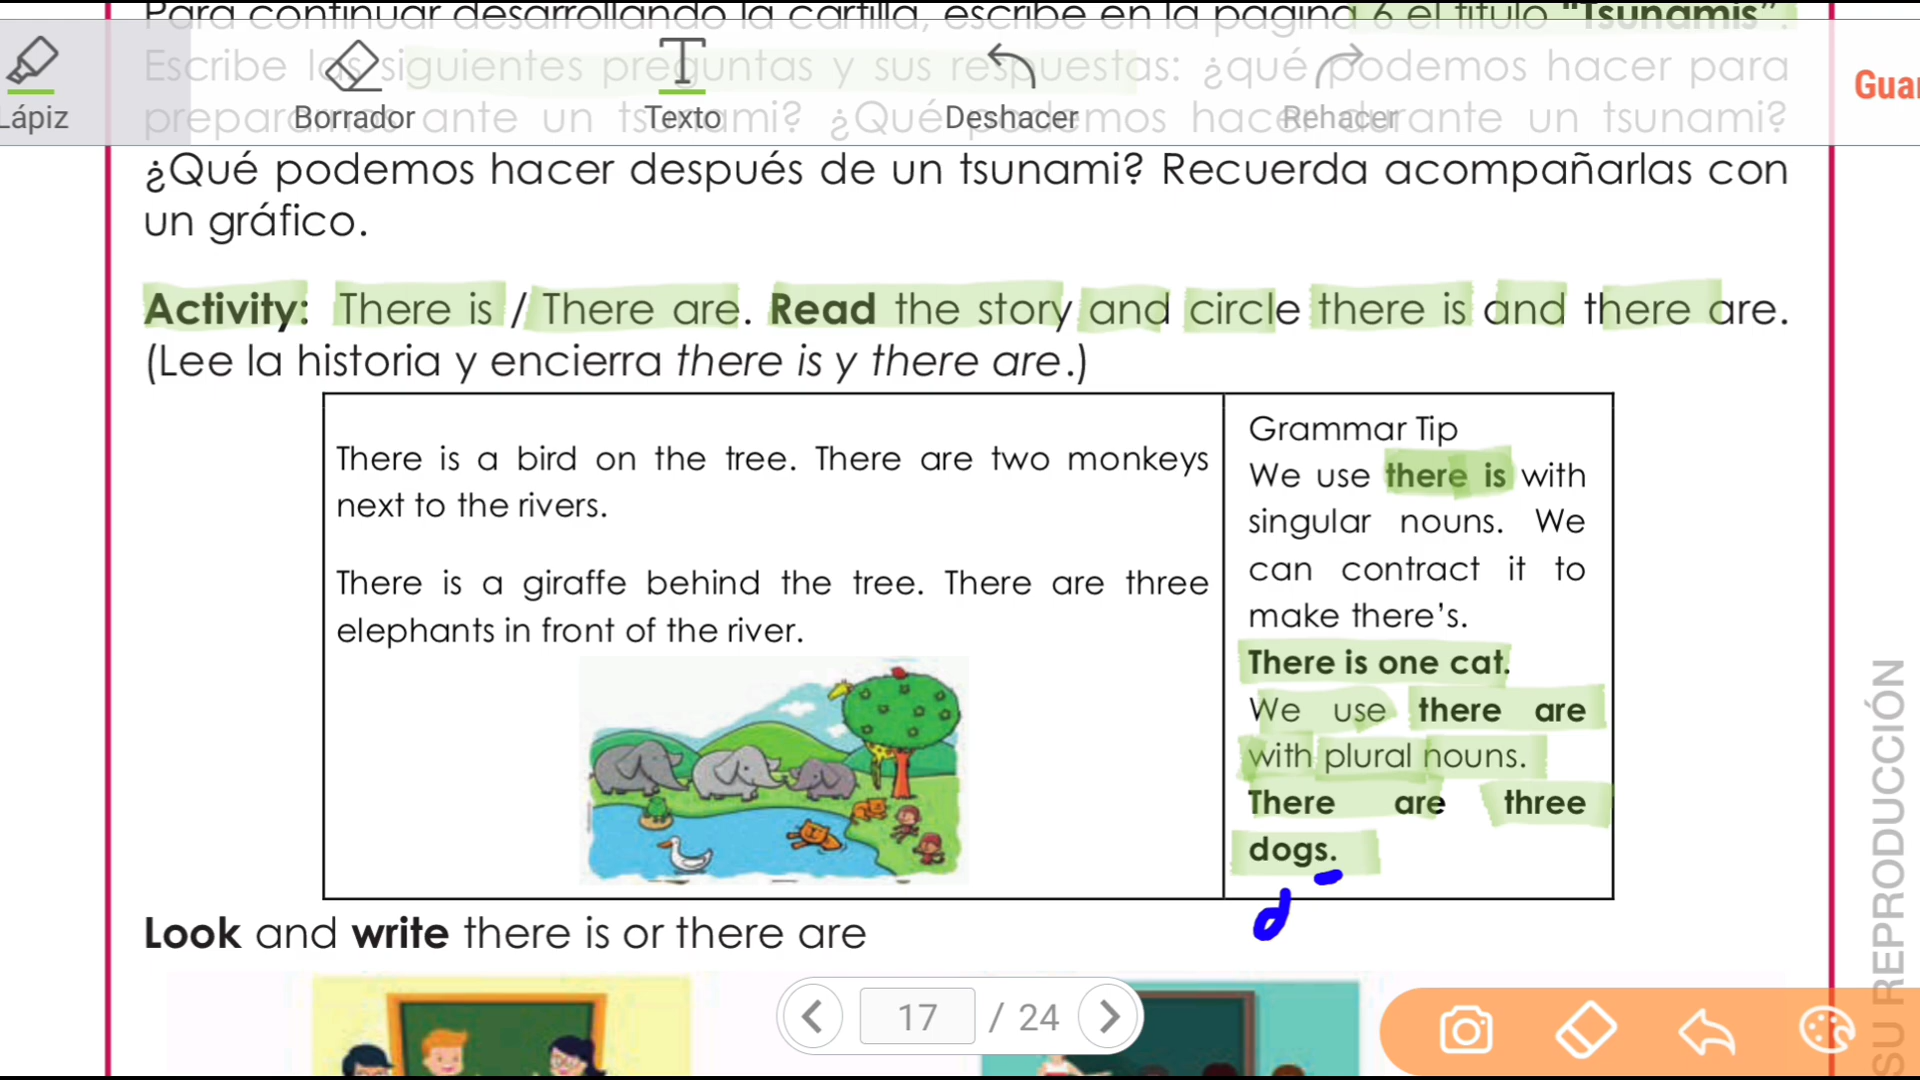 Para continuar desarrollando la cartilla, escribe en la página 6 el título "Tsunamis".
Escribe las siguientes preguntas y sus respuestas: ¿qué podemos hacer para
prepararnos ante un tsunami? ¿Qué podemos hacer durante un tsunami?
Lápiz
Borrador
Texto
Deshacer
Rehacer
Guar
¿Qué podemos hacer después de un tsunami? Recuerda acompañarlas con
un gráfico.
Activity: There is / There are. Read the story and circle there is and there are.
(Lee la historia y encierra there is y there are.)
There is a bird on the tree. There are two monkeys
next to the rivers.
There is a giraffe behind the tree. There are three
elephants in front of the river.
Grammar Tip
We use there is with
singular nouns. We
can contract it to
make there's.
There is one cat.
We use there are
with plural nouns.
There are three
dogs.
d
Look and write there is or there are
17 / 24
SU REPRODUCCIÓN